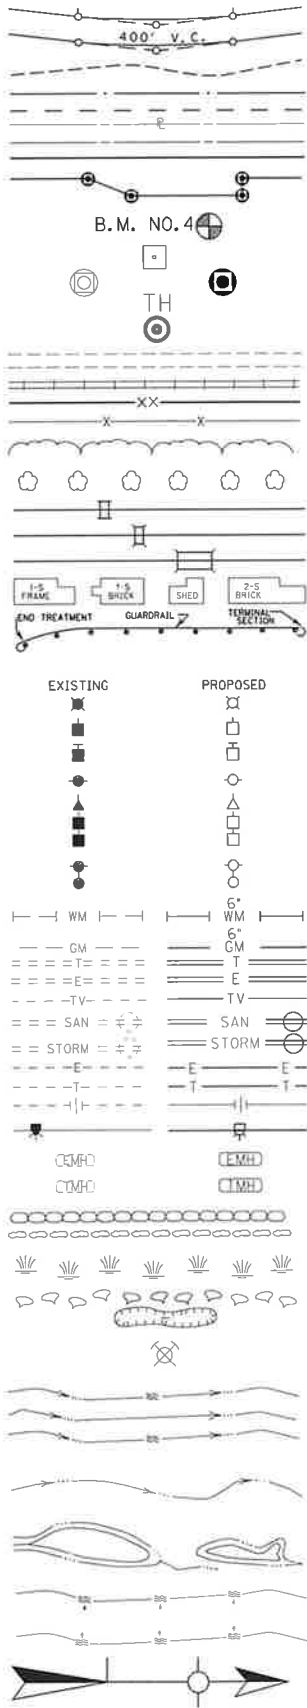 400' V.C.
℄
B.M. NO.4
TH
XX
X X
1-S FRAME
1-S BRICK
SHED
2-S BRICK
END TREATMENT
GUARDRAIL
TERMINAL SECTION
EXISTING PROPOSED
6"
WM WM
6"
GM GM
T T
E E
TV TV
SAN SAN
STORM STORM
E E E
T T T
EMH EMH
TMH TMH